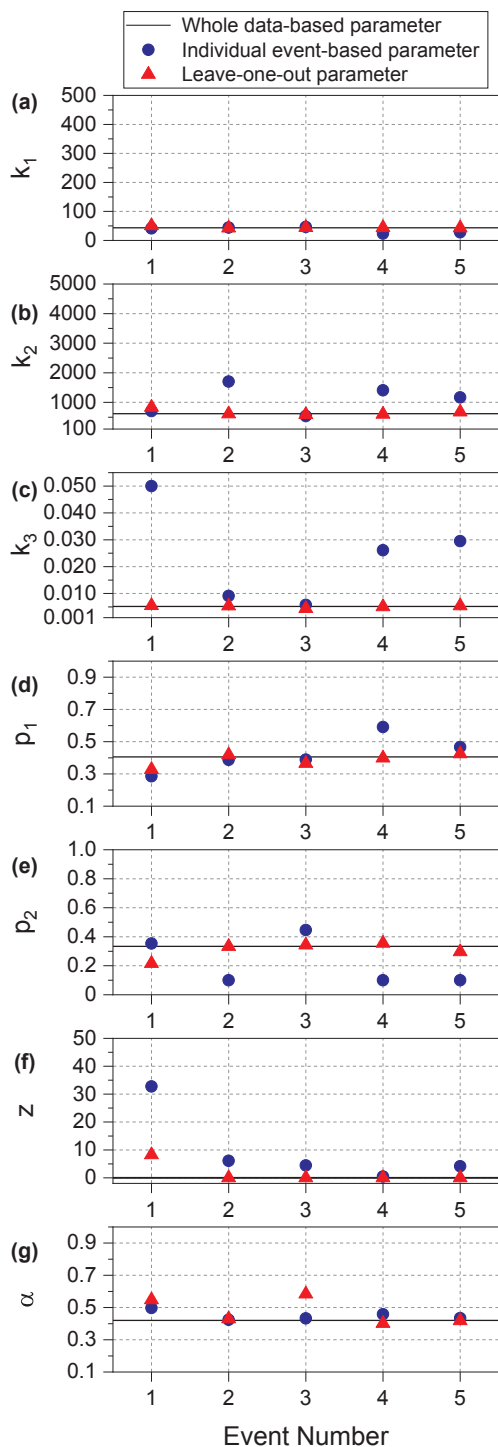 Whole data-based parameter
Individual event-based parameter
Leave-one-out parameter
(a)
k1
500
400
300
200
100
0
1 2 3 4 5
(b)
k2
5000
4000
3000
2000
1000
100
1 2 3 4 5
(c)
k3
0.050
0.040
0.030
0.020
0.010
0.001
1 2 3 4 5
(d)
p1
0.9
0.7
0.5
0.3
0.1
1 2 3 4 5
(e)
p2
1.0
0.8
0.6
0.4
0.2
0
1 2 3 4 5
(f)
z
50
40
30
20
10
0
1 2 3 4 5
(g)
α
0.9
0.7
0.5
0.3
0.1
1 2 3 4 5
Event Number